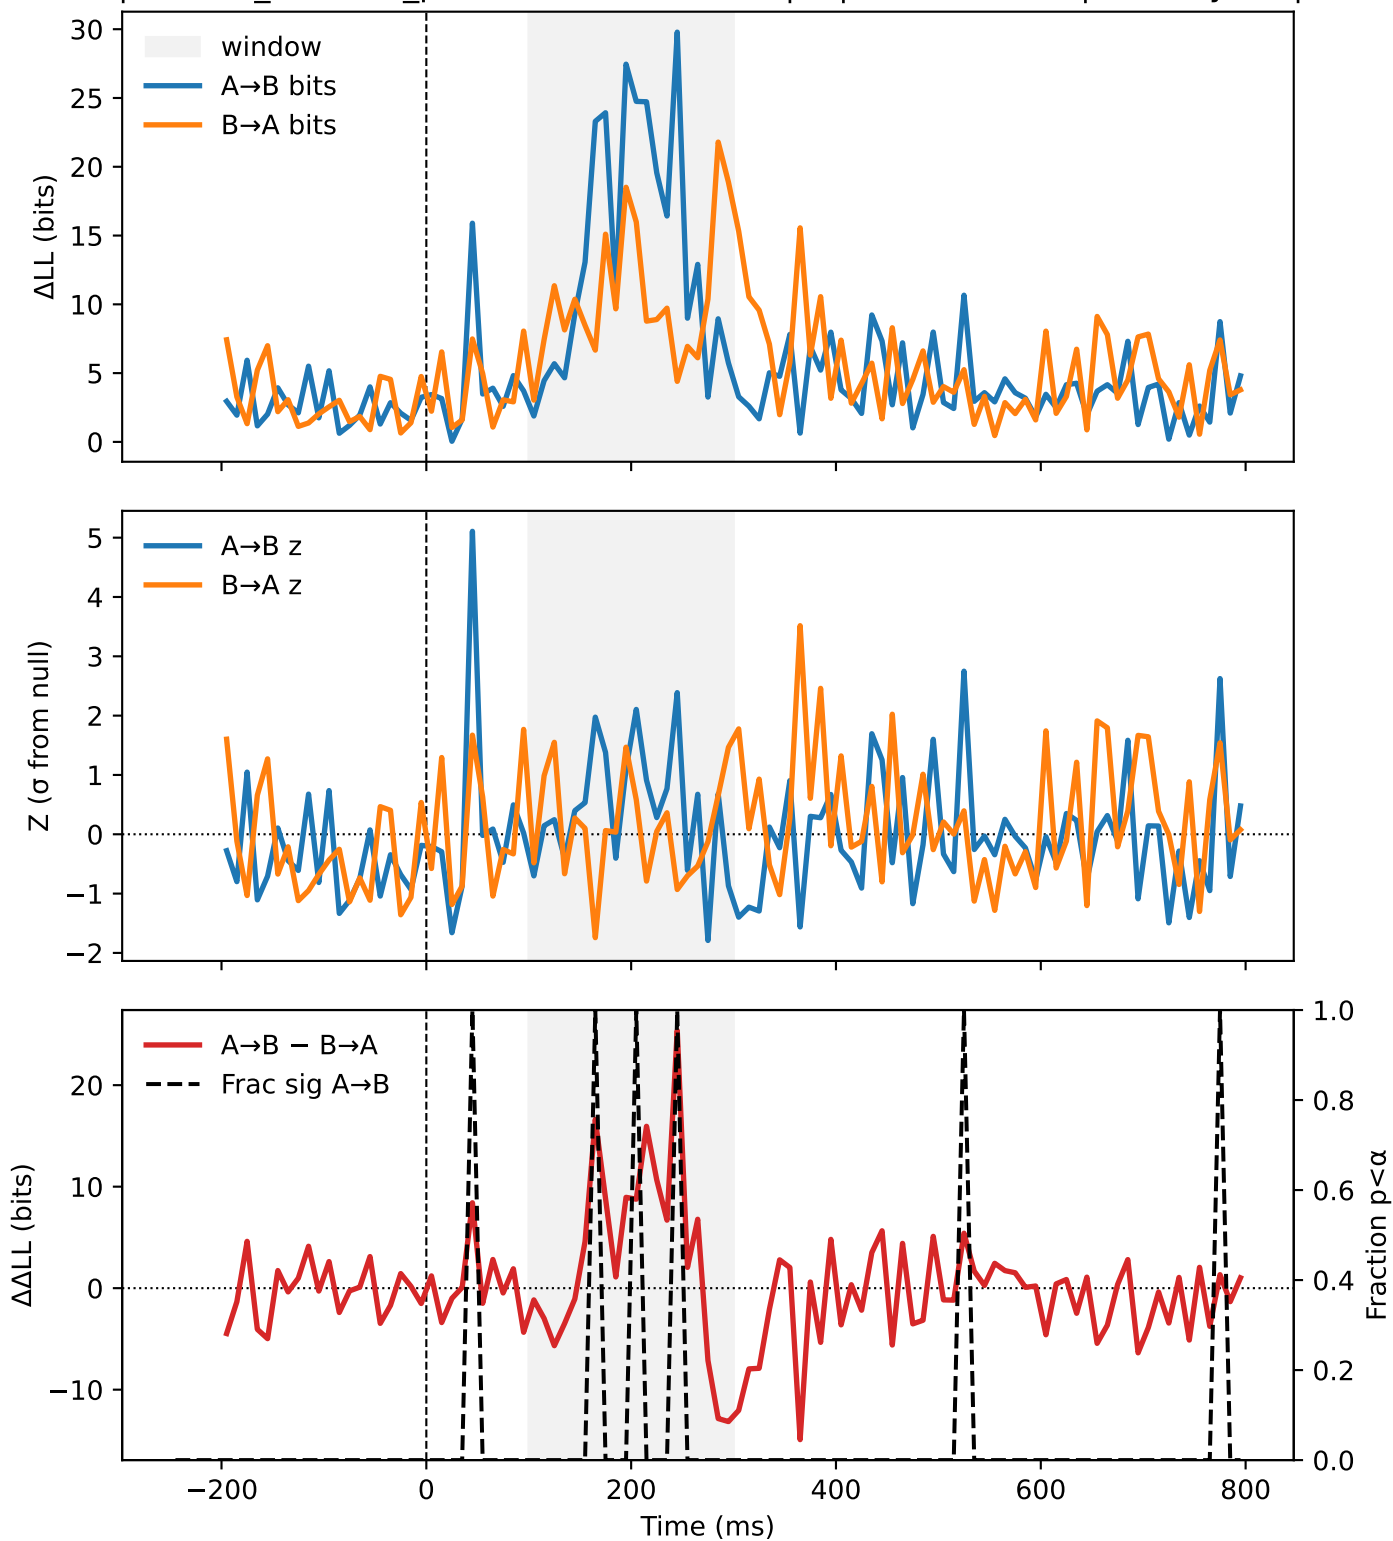 30
25
20
15
10
5
0
ΔLL (bits)
window
A→B bits
B→A bits
5
4
3
2
1
0
−1
−2
Z (σ from null)
A→B z
B→A z
20
10
0
−10
ΔΔLL (bits)
A→B − B→A
Frac sig A→B
1.0
0.8
0.6
0.4
0.2
0.0
Fraction p<α
−200 0 200 400 600 800
Time (ms)